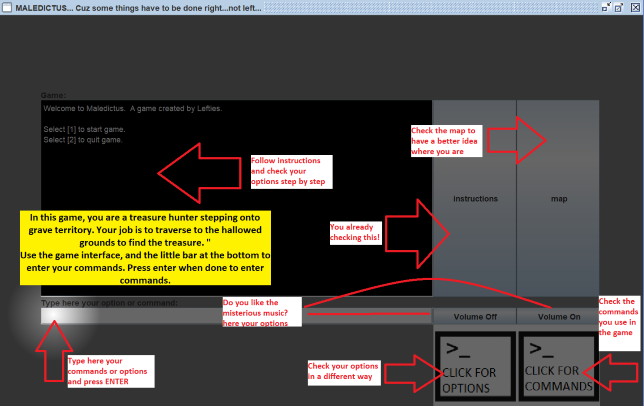 MALEDICTUS... Cuz some things have to be done right...not left...
Game:
Welcome to Maledictus. A game created by Lefties.
Select [1] to start game.
Select [2] to quit game.
Follow instructions
and check your
options step by step
Check the map to
have a better idea
where you are
instructions
map
You already
checking this!
In this game, you are a treasure hunter stepping onto
grave territory. Your job is to traverse to the hallowed
grounds to find the treasure. "
Use the game interface, and the little bar at the bottom to
enter your commands. Press enter when done to enter
commands.
Type here your option or command:
Do you like the
misterious music?
here your options
Volume Off
Volume On
Check the
commands
you use in
the game
Type here your
commands or options
and press ENTER
Check your options
in a different way
>_
CLICK FOR
OPTIONS
>_
CLICK FOR
COMMANDS